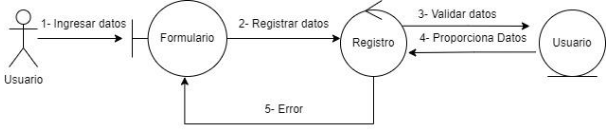 1- Ingresar datos
Formulario
2- Registrar datos
Registro
3- Validar datos
4- Proporciona Datos
Usuario
Usuario
5- Error